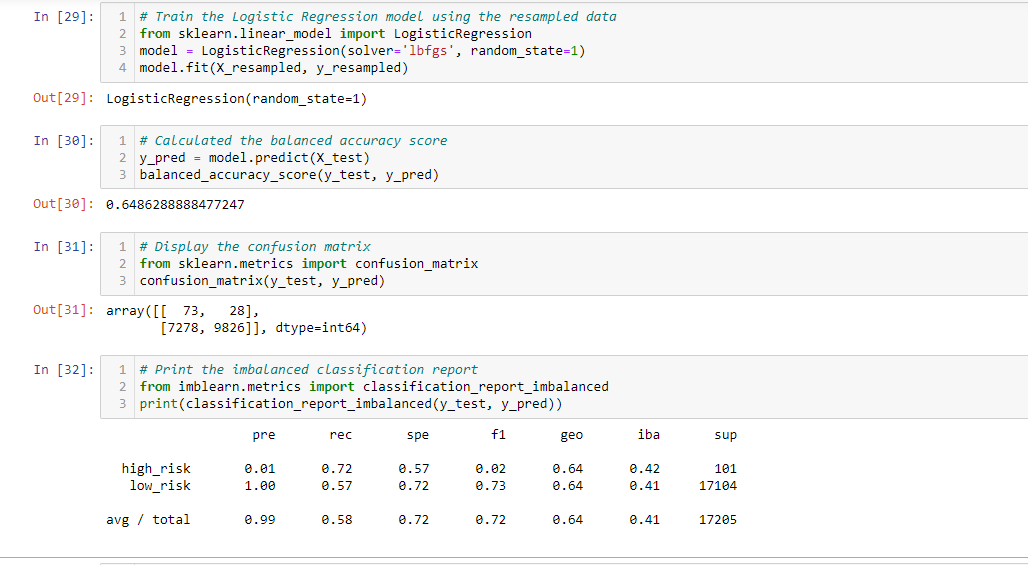 In [29]:
1 # Train the Logistic Regression model using the resampled data
2 from sklearn.linear_model import LogisticRegression
3 model = LogisticRegression(solver='lbfgs', random_state=1)
4 model.fit(X_resampled, y_resampled)
Out[29]: LogisticRegression(random_state=1)
In [30]:
1 # Calculated the balanced accuracy score
2 y_pred = model.predict(X_test)
3 balanced_accuracy_score(y_test, y_pred)
Out[30]: 0.6486288888477247
In [31]:
1 # Display the confusion matrix
2 from sklearn.metrics import confusion_matrix
3 confusion_matrix(y_test, y_pred)
Out[31]: array([[  73,   28],
       [7278, 9826]], dtype=int64)
In [32]:
1 # Print the imbalanced classification report
2 from imblearn.metrics import classification_report_imbalanced
3 print(classification_report_imbalanced(y_test, y_pred))
pre rec spe f1 geo iba sup
high_risk 0.01 0.72 0.57 0.02 0.64 0.42 101
low_risk 1.00 0.57 0.72 0.73 0.64 0.41 17104
avg / total 0.99 0.58 0.72 0.72 0.64 0.41 17205